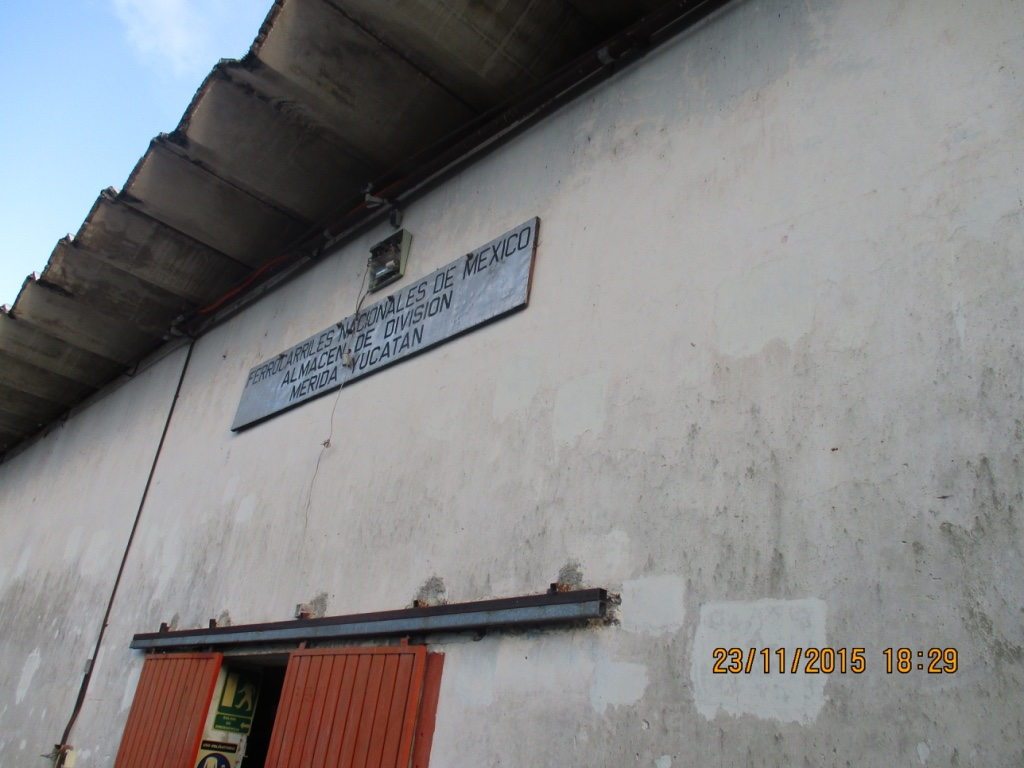 FERROCARRILES NACIONALES DE MEXICO
ALMACEN DE DIVISION
MERIDA YUCATAN
23/11/2015 18:29